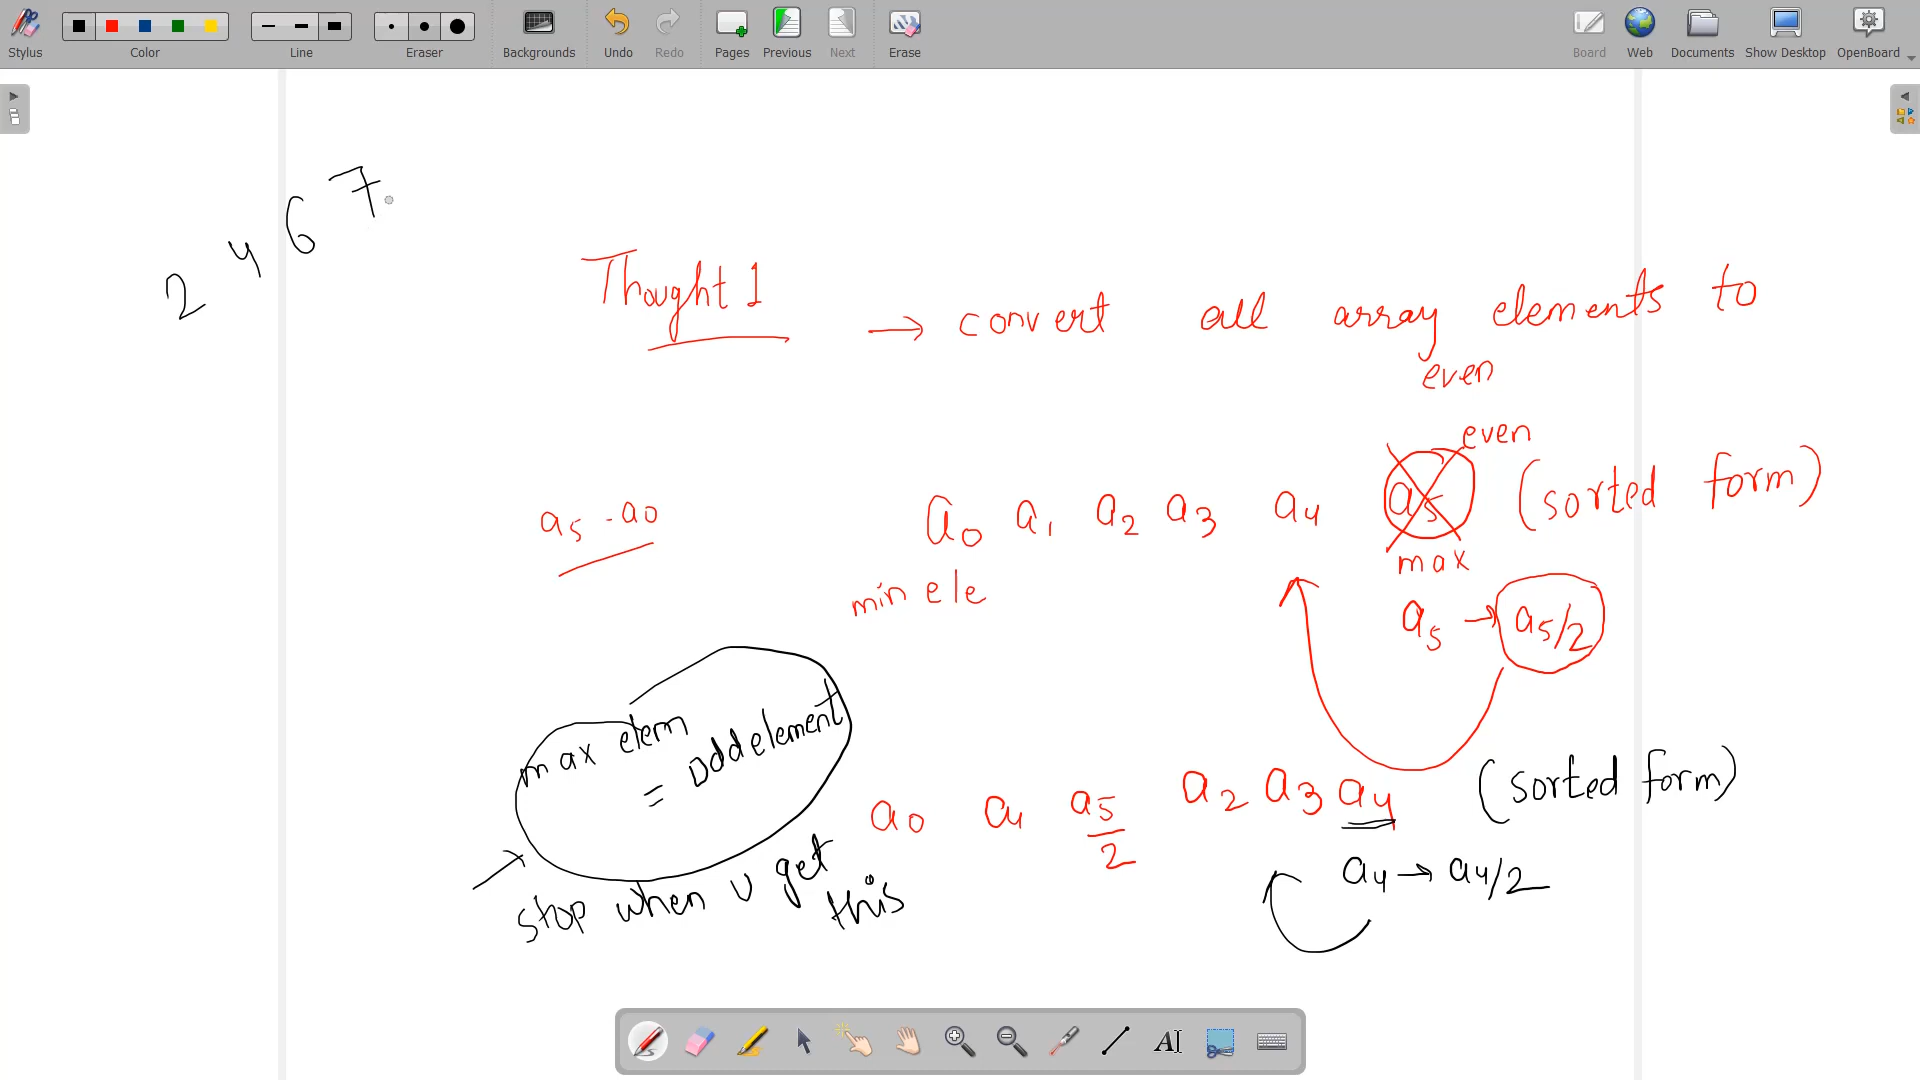 Stylus Color Line Eraser Backgrounds Undo Redo Pages Previous Next Erase Board Web Documents Show Desktop OpenBoard
2 4 6 7
Thought 1
→ convert all array elements to
even
even
a5 - a0
a0 a1 a2 a3 a4 a5 (sorted form)
min ele
max
a5 → a5/2
max elem
= Odd element
a0 a1 a5/2 a2 a3 a4 (sorted form)
a4 → a4/2
→ stop when u get
this
AI